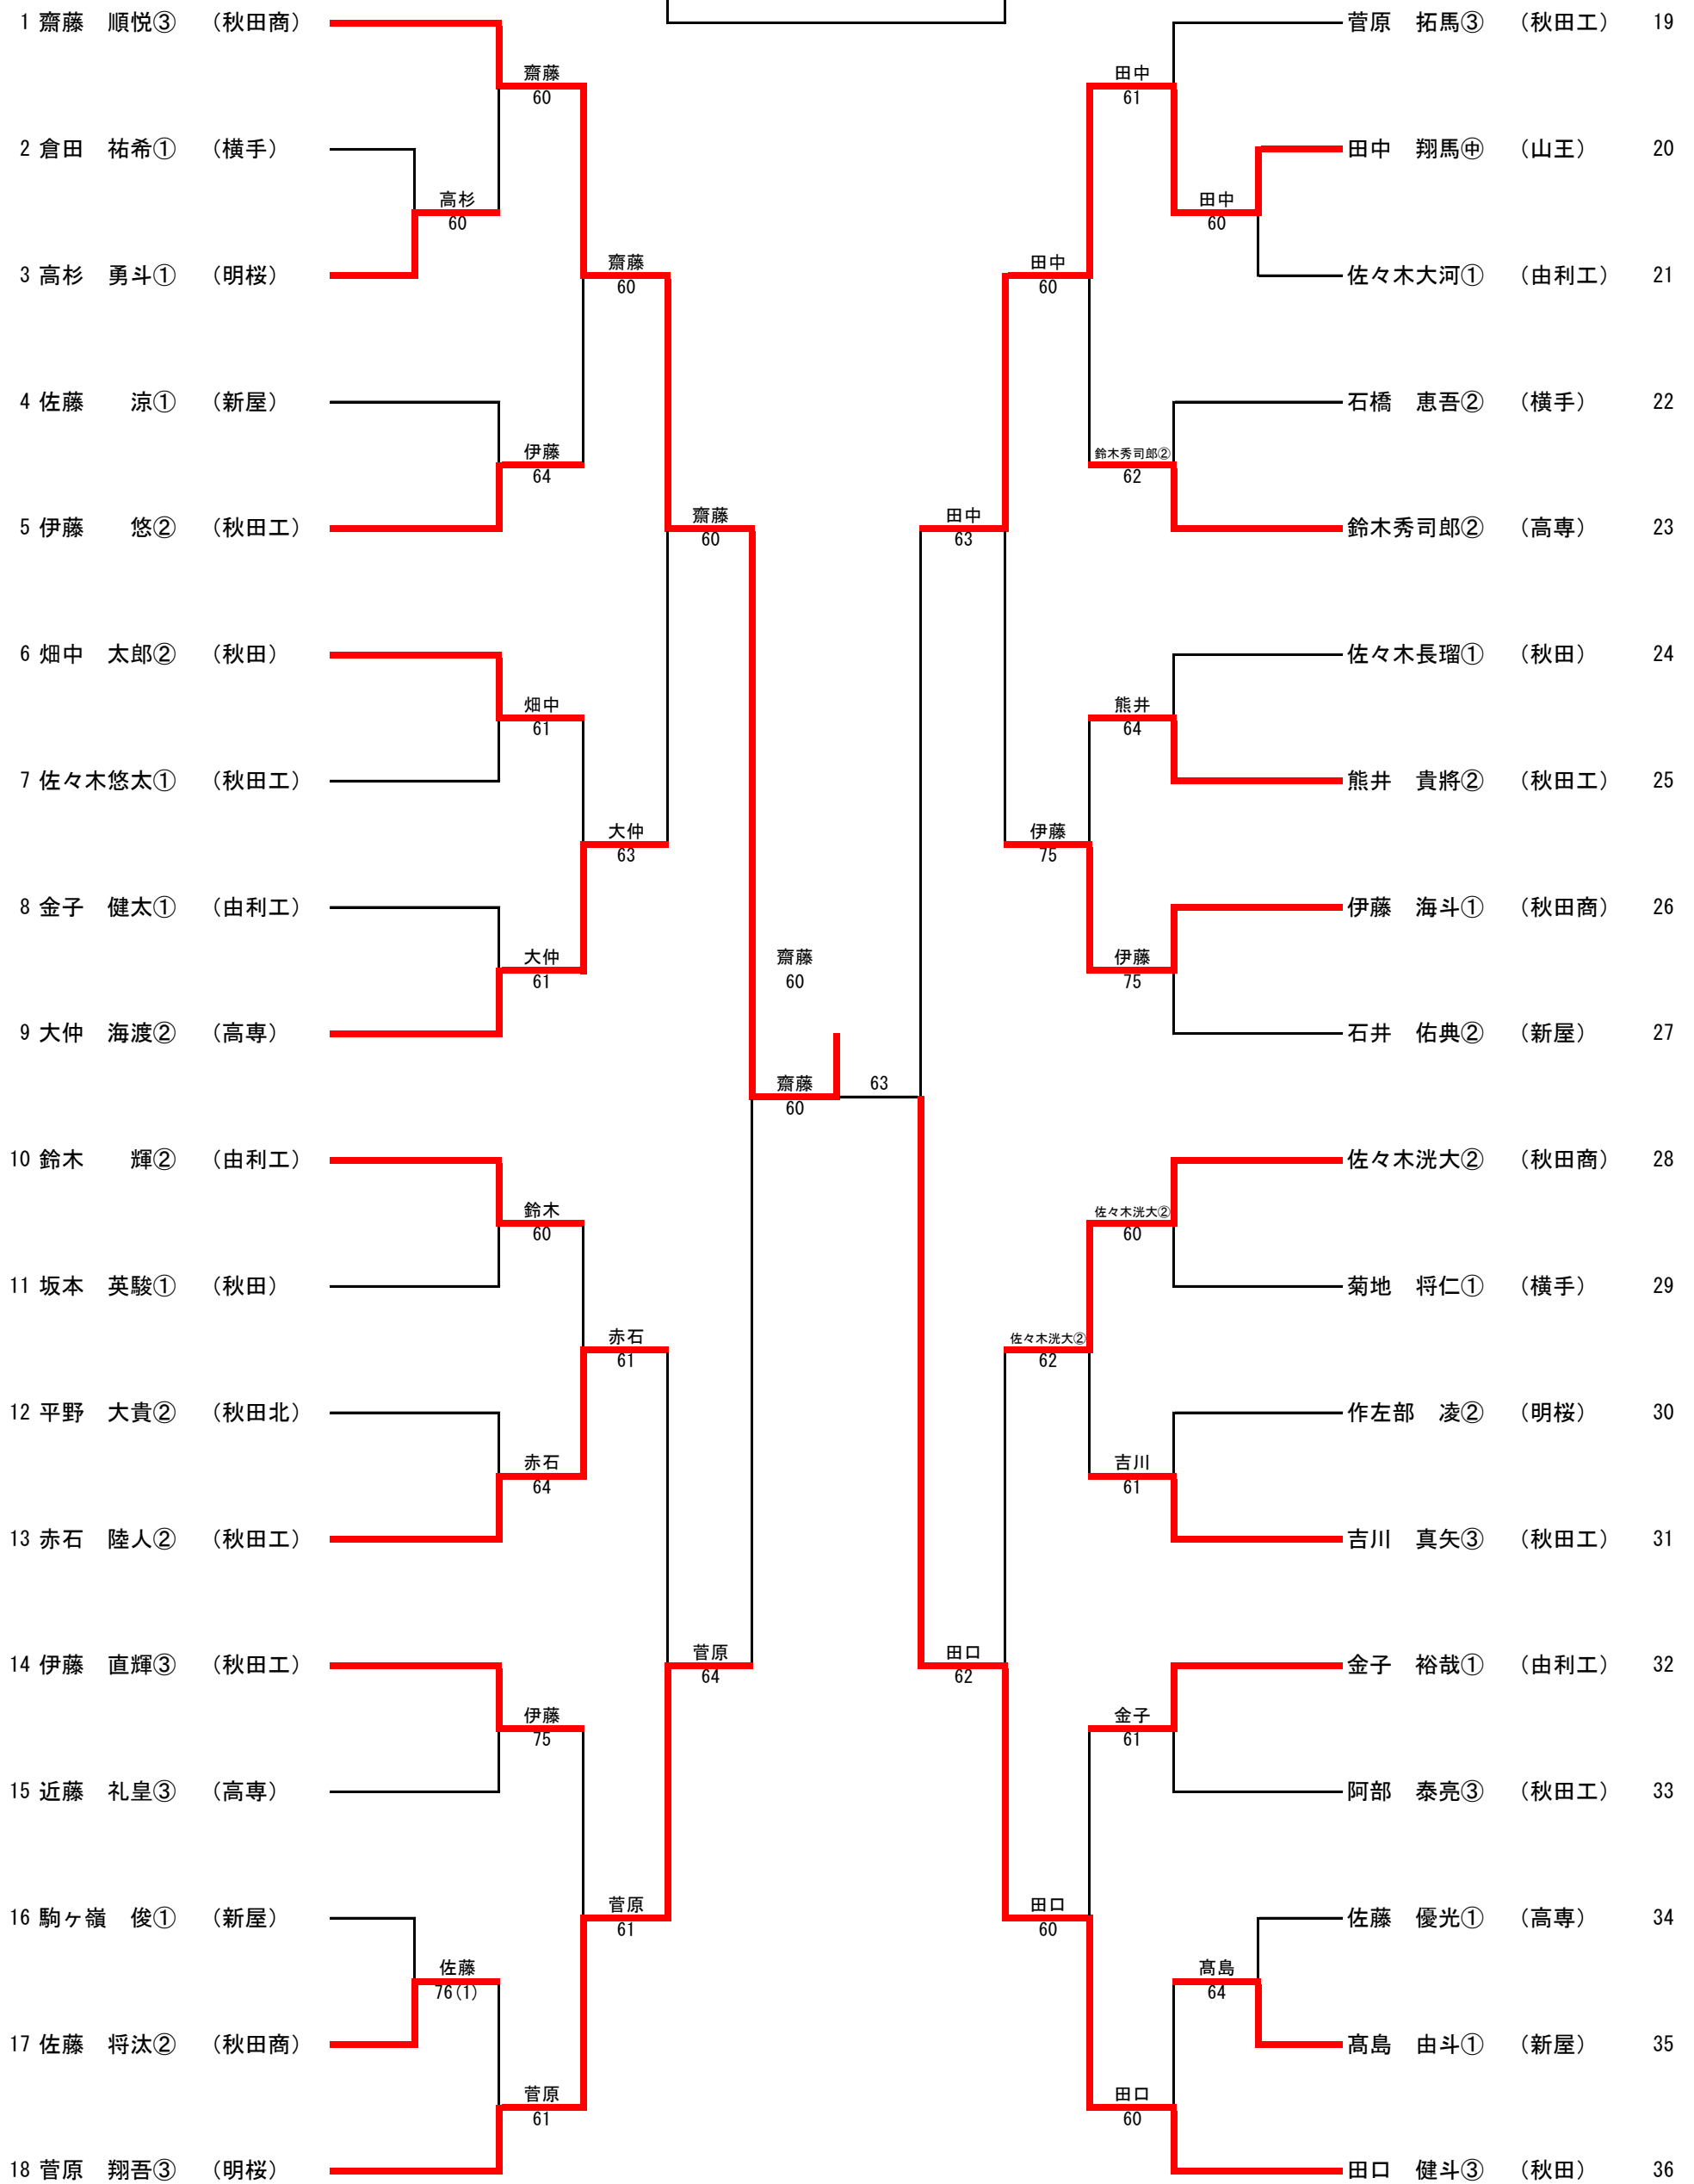 1 齋藤　順悦③ （秋田商）
菅原　拓馬③ （秋田工） 19
齋藤
60
田中
61
2 倉田　祐希① （横手）
田中　翔馬㊥ （山王） 20
高杉
60
田中
60
3 高杉　勇斗① （明桜）
齋藤
60
田中
60
佐々木大河① （由利工） 21
4 佐藤　　涼① （新屋）
石橋　恵吾② （横手） 22
伊藤
64
鈴木秀司郎②
62
5 伊藤　　悠② （秋田工）
齋藤
60
田中
63
鈴木秀司郎② （高専） 23
6 畑中　太郎② （秋田）
佐々木長瑠① （秋田） 24
畑中
61
熊井
64
7 佐々木悠太① （秋田工）
熊井　貴將② （秋田工） 25
大仲
63
伊藤
75
8 金子　健太① （由利工）
伊藤　海斗① （秋田商） 26
大仲
61
齋藤
60
伊藤
75
9 大仲　海渡② （高専）
石井　佑典② （新屋） 27
齋藤
60
63
10 鈴木　　輝② （由利工）
佐々木洸大② （秋田商） 28
鈴木
60
佐々木洸大②
60
11 坂本　英駿① （秋田）
菊地　将仁① （横手） 29
赤石
61
佐々木洸大②
62
12 平野　大貴② （秋田北）
作左部　凌② （明桜） 30
赤石
64
吉川
61
13 赤石　陸人② （秋田工）
吉川　真矢③ （秋田工） 31
14 伊藤　直輝③ （秋田工）
菅原
64
田口
62
金子　裕哉① （由利工） 32
伊藤
75
金子
61
15 近藤　礼皇③ （高専）
阿部　泰亮③ （秋田工） 33
16 駒ヶ嶺　俊① （新屋）
菅原
61
田口
60
佐藤　優光① （高専） 34
佐藤
76(1)
髙島
64
17 佐藤　将汰② （秋田商）
髙島　由斗① （新屋） 35
菅原
61
田口
60
18 菅原　翔吾③ （明桜）
田口　健斗③ （秋田） 36